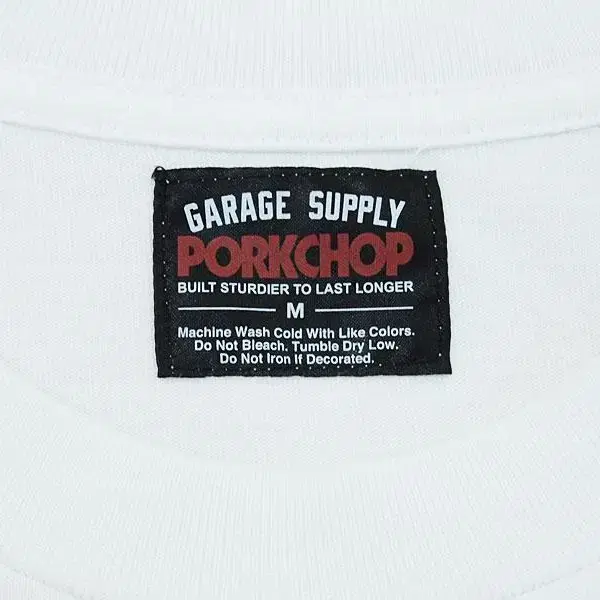 GARAGE SUPPLY
PORKCHOP
BUILT STURDIER TO LAST LONGER
M
Machine Wash Cold With Like Colors.
Do Not Bleach. Tumble Dry Low.
Do Not Iron If Decorated.